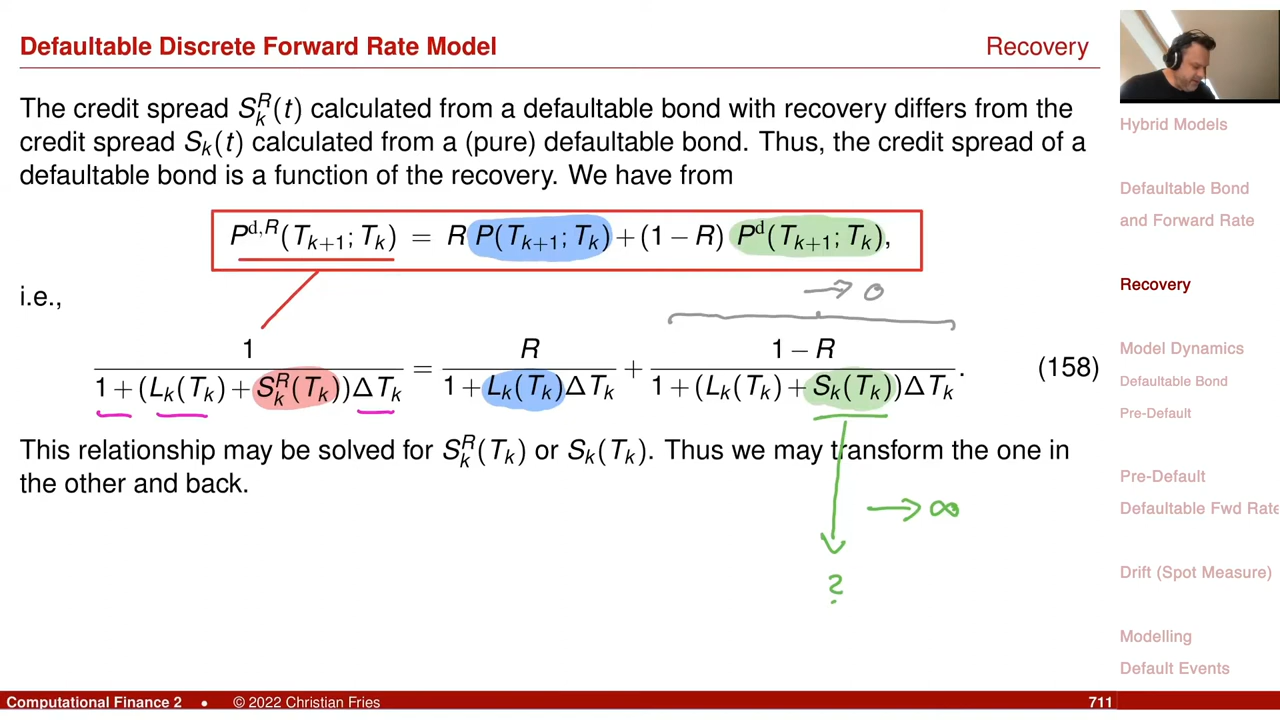 Defaultable Discrete Forward Rate Model
Recovery
The credit spread S_k^R(t) calculated from a defaultable bond with recovery differs from the
credit spread S_k(t) calculated from a (pure) defaultable bond. Thus, the credit spread of a
defaultable bond is a function of the recovery. We have from
P^{d,R}(T_{k+1}; T_k) = R P(T_{k+1}; T_k) + (1 − R) P^d(T_{k+1}; T_k),
i.e.,
→ 0
1 / (1 + (L_k(T_k) + S_k^R(T_k)) Δ T_k) = R / (1 + L_k(T_k) Δ T_k) + (1 − R) / (1 + (L_k(T_k) + S_k(T_k)) Δ T_k). (158)
This relationship may be solved for S_k^R(T_k) or S_k(T_k). Thus we may transform the one in
the other and back.
→ ∞
?
Hybrid Models
Defaultable Bond
and Forward Rate
Recovery
Model Dynamics
Defaultable Bond
Pre-Default
Pre-Default
Defaultable Fwd Rate
Drift (Spot Measure)
Modelling
Default Events
Computational Finance 2 • © 2022 Christian Fries 711